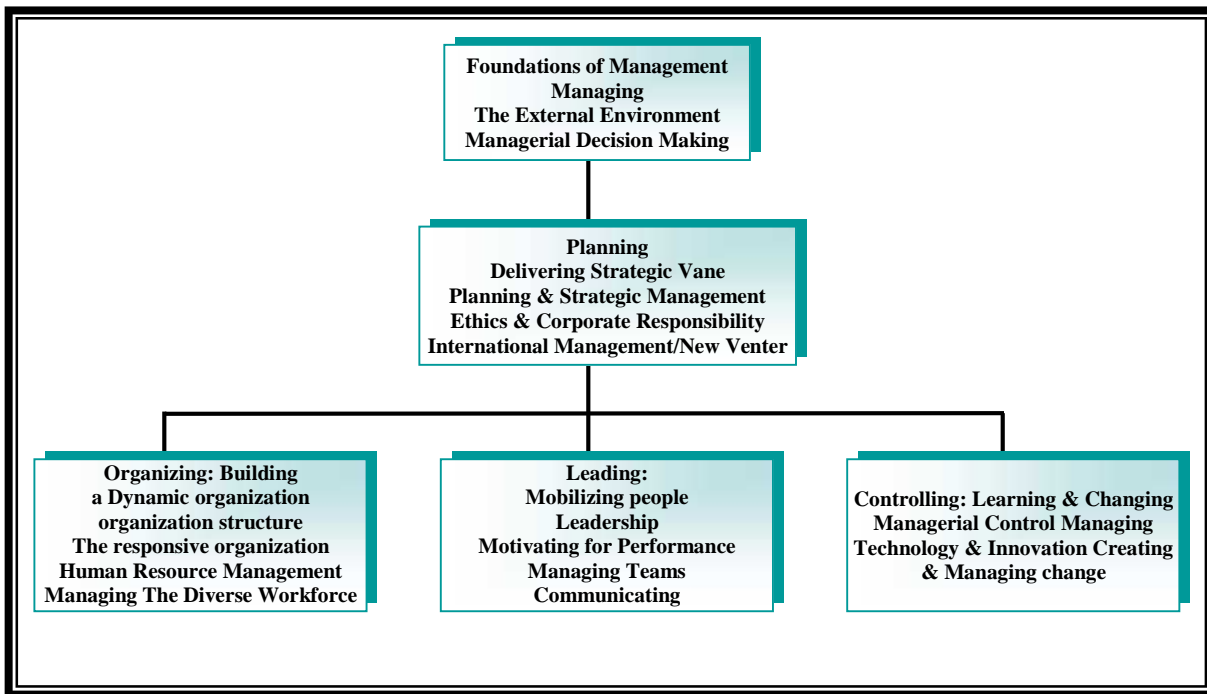 Foundations of Management
Managing
The External Environment
Managerial Decision Making
Planning
Delivering Strategic Vane
Planning & Strategic Management
Ethics & Corporate Responsibility
International Management/New Venter
Organizing: Building
a Dynamic organization
organization structure
The responsive organization
Human Resource Management
Managing The Diverse Workforce
Leading:
Mobilizing people
Leadership
Motivating for Performance
Managing Teams
Communicating
Controlling: Learning & Changing
Managerial Control Managing
Technology & Innovation Creating
& Managing change